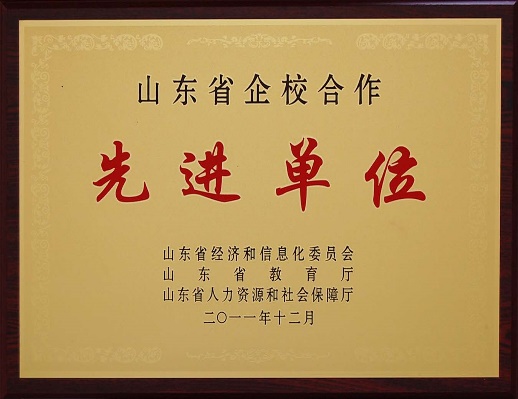 山东省企校合作
先进单位
山东省经济和信息化委员会
山东省教育厅
山东省人力资源和社会保障厅
二〇一一年十二月